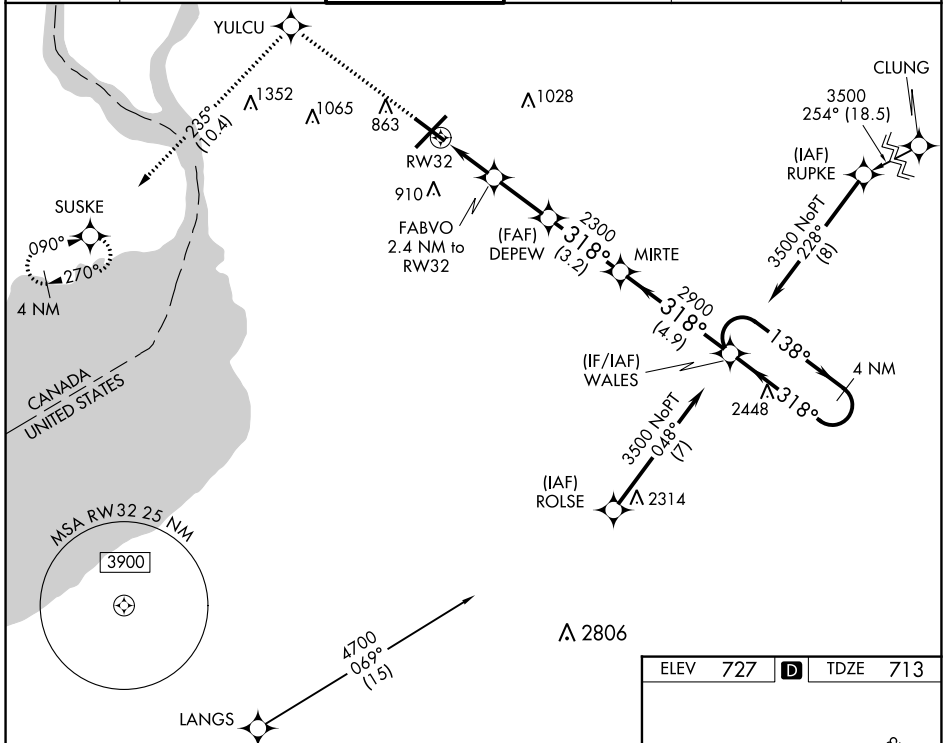 YULCU
1352
1065
863
1028
CLUNG
3500
254° (18.5)
(IAF)
RUPKE
235°
(10.4)
RW32
910
FABVO
2.4 NM to
RW32
(FAF)
DEPEW
2300
318°
(3.2)
MIRTE
3500 NoPT
228°
(8)
SUSKE
090°
270°
4 NM
2900
318°
(4.9)
138°
4 NM
(IF/IAF)
WALES
2448
318°
CANADA
UNITED STATES
3500 NoPT
048°
(7)
(IAF)
ROLSE
2314
MSA RW32 25 NM
3900
2806
4700
069°
(15)
LANGS
ELEV 727 D TDZE 713